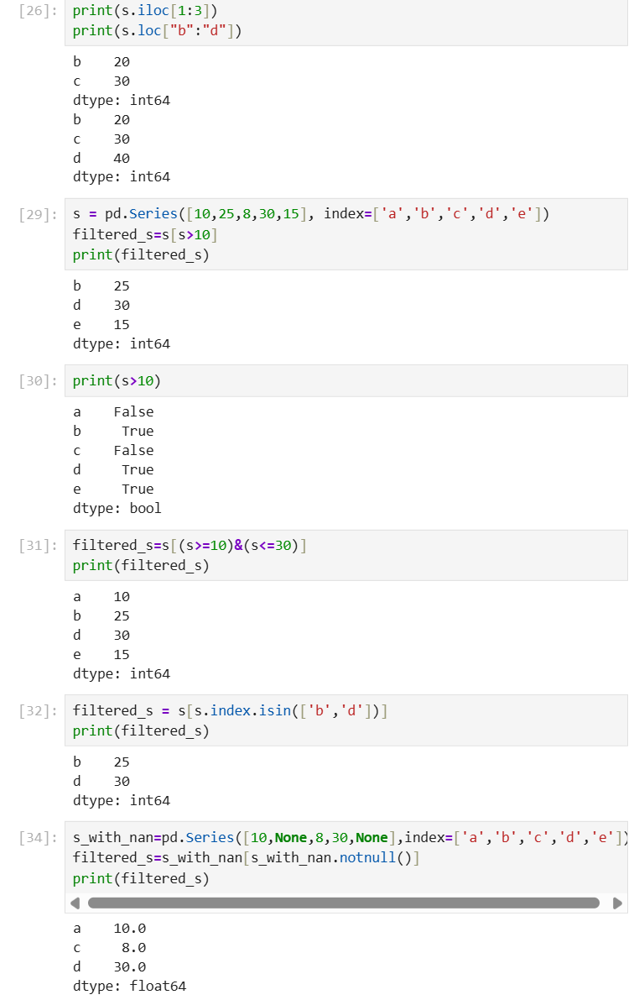 [26]: print(s.iloc[1:3])
print(s.loc["b":"d"])
b    20
c    30
dtype: int64
b    20
c    30
d    40
dtype: int64
[29]: s = pd.Series([10,25,8,30,15], index=['a','b','c','d','e'])
filtered_s=s[s>10]
print(filtered_s)
b    25
d    30
e    15
dtype: int64
[30]: print(s>10)
a    False
b     True
c    False
d     True
e     True
dtype: bool
[31]: filtered_s=s[(s>=10)&(s<=30)]
print(filtered_s)
a    10
b    25
d    30
e    15
dtype: int64
[32]: filtered_s = s[s.index.isin(['b','d'])]
print(filtered_s)
b    25
d    30
dtype: int64
[34]: s_with_nan=pd.Series([10,None,8,30,None],index=['a','b','c','d','e'])
filtered_s=s_with_nan[s_with_nan.notnull()]
print(filtered_s)
a    10.0
c     8.0
d    30.0
dtype: float64